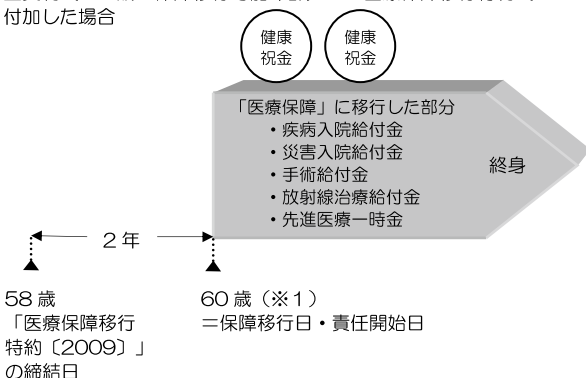 付加した場合
健康
祝金
健康
祝金
「医療保障」に移行した部分
・疾病入院給付金
・災害入院給付金
・手術給付金
・放射線治療給付金
・先進医療一時金
終身
2年
58歳
「医療保障移行
特約〔2009〕」
の締結日
60歳（※1）
＝保障移行日・責任開始日